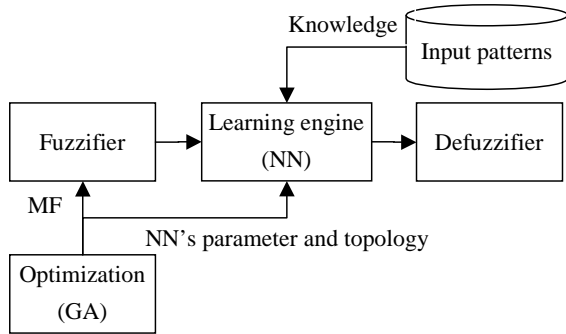 Knowledge
Input patterns
Fuzzifier
Learning engine
(NN)
Defuzzifier
MF
NN's parameter and topology
Optimization
(GA)